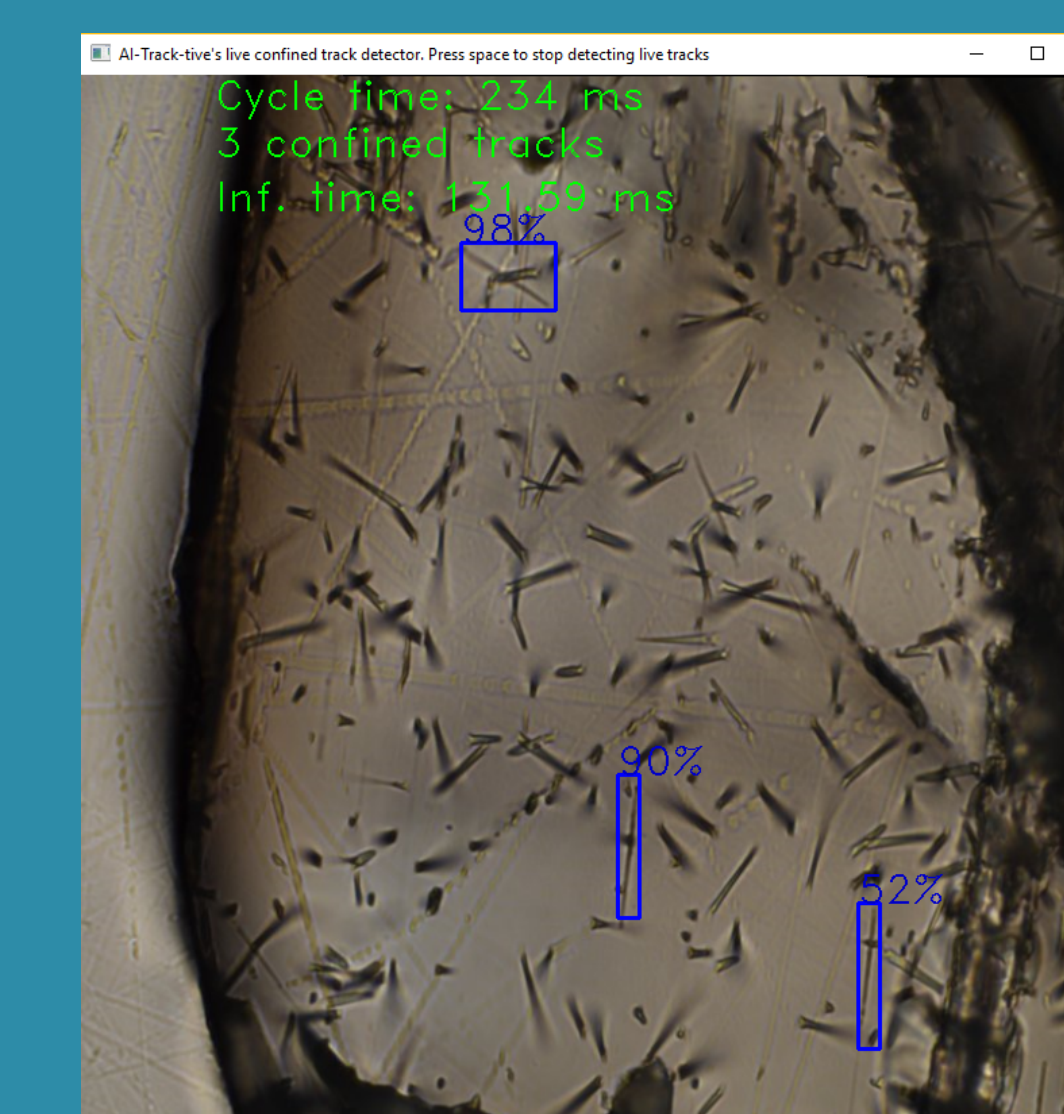 AI-Track-tive's live confined track detector. Press space to stop detecting live tracks
Cycle time: 234 ms
3 confined tracks
Inf. time: 131.59 ms
98%
90%
52%